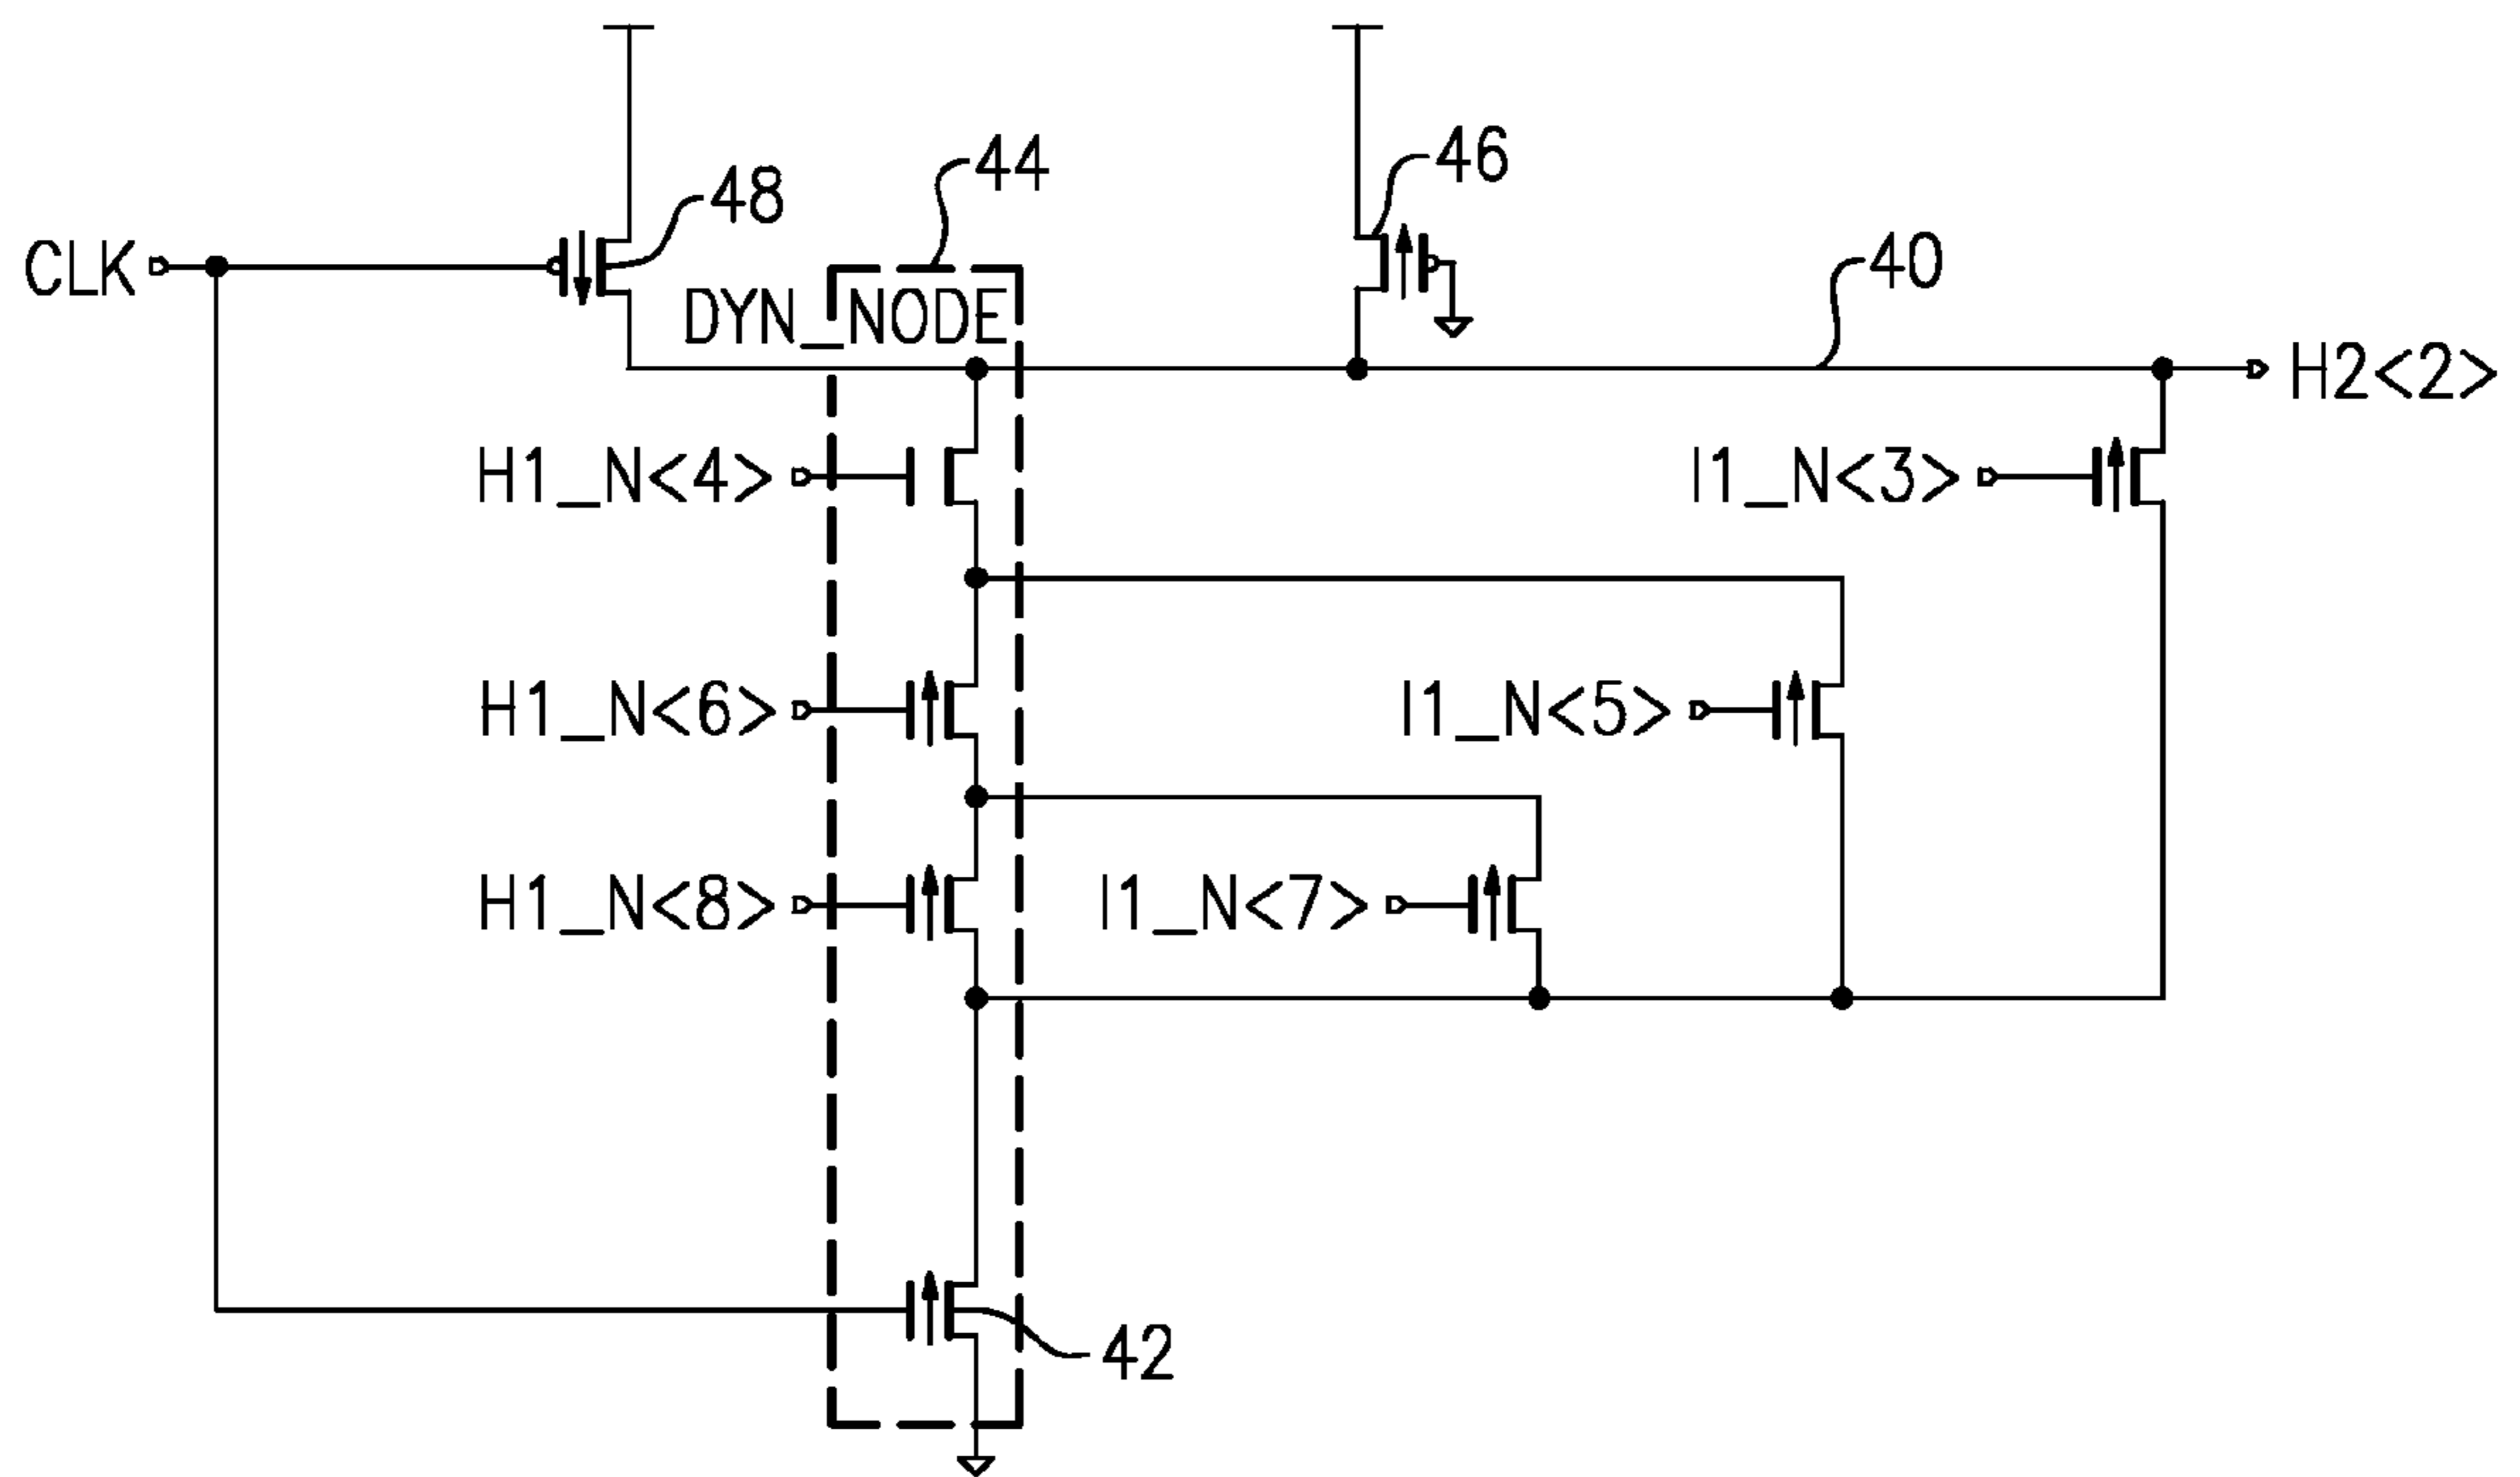 44
46
48
CLK
40
DYN_NODE
H2<2>
H1_N<4>
I1_N<3>
H1_N<6>
I1_N<5>
H1_N<8>
I1_N<7>
42